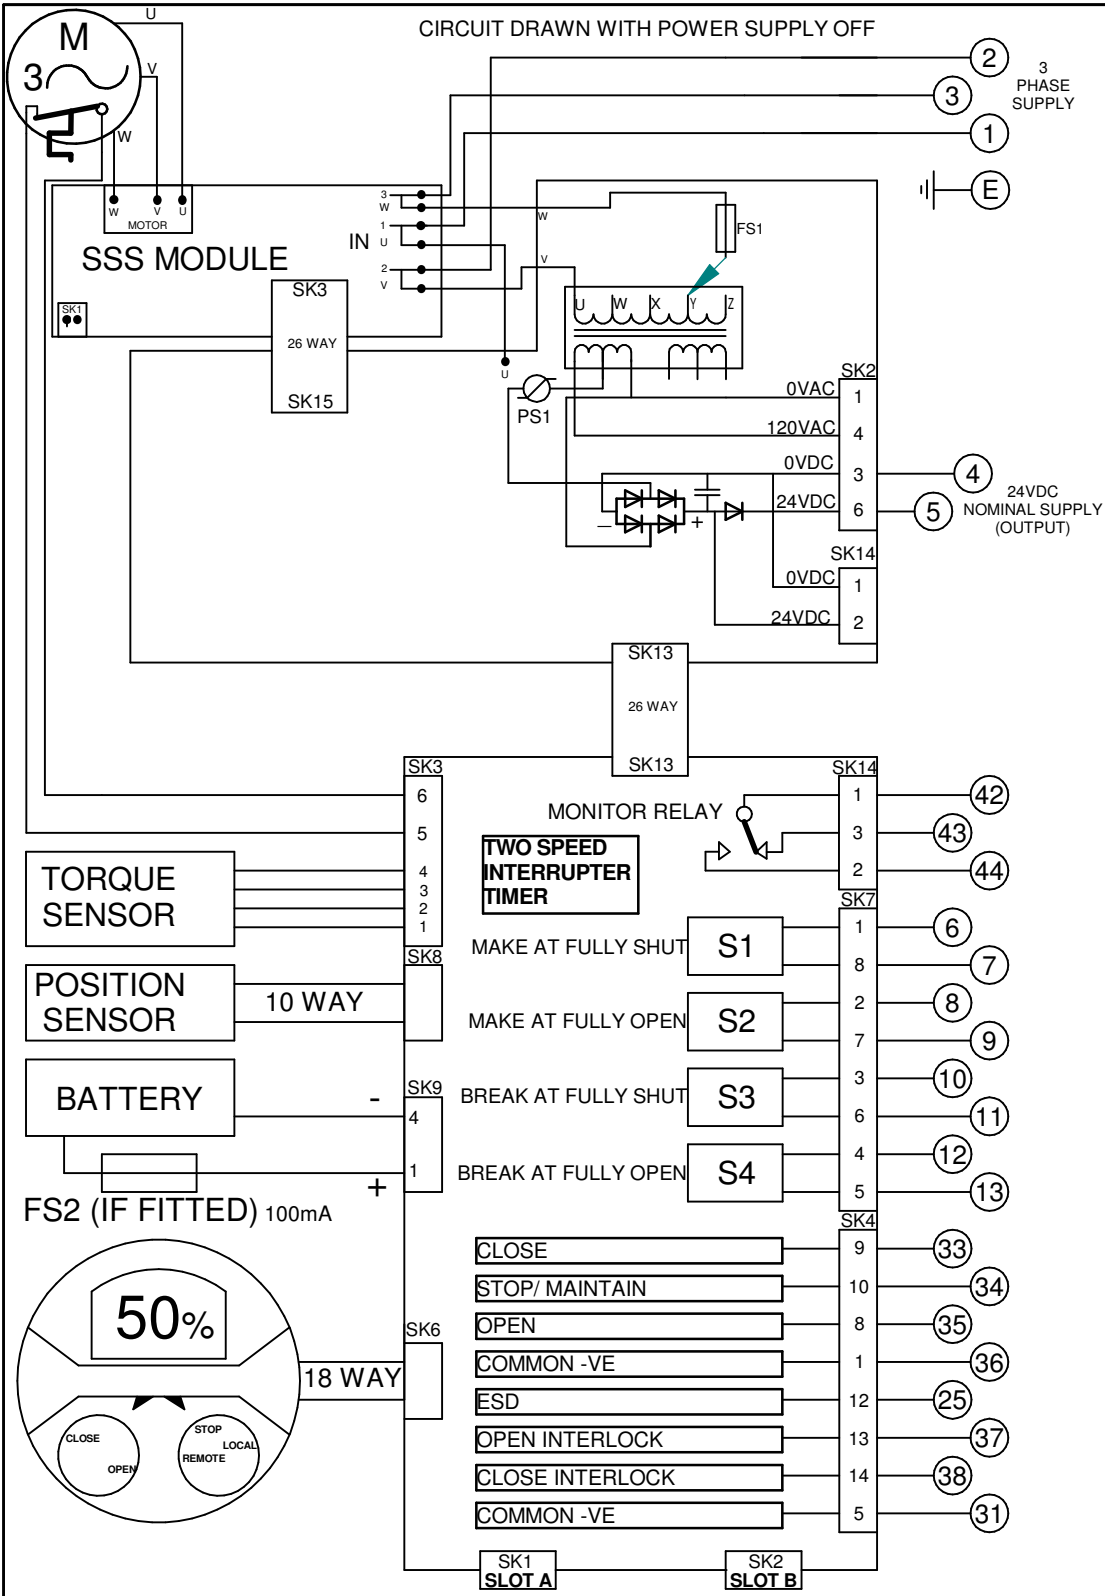 CIRCUIT DRAWN WITH POWER SUPPLY OFF
U
M
3
V
W
2
3
1
3
PHASE
SUPPLY
E
W V U
MOTOR
SSS MODULE
IN
3
W
1
U
2
V
W
V
FS1
SK1
SK3
26 WAY
SK15
U W X Y Z
U
PS1
SK2
0VAC 1
120VAC 4
0VDC 3 4
24VDC 6 5
24VDC
NOMINAL SUPPLY
(OUTPUT)
− +
SK14
0VDC 1
24VDC 2
SK13
26 WAY
SK13
SK3
6
5
4
3
2
1
TORQUE
SENSOR
MONITOR RELAY
SK14
1 42
3 43
2 44
TWO SPEED
INTERRUPTER
TIMER
SK7
MAKE AT FULLY SHUT S1
1 6
8 7
MAKE AT FULLY OPEN S2
2 8
7 9
BREAK AT FULLY SHUT S3
3 10
6 11
BREAK AT FULLY OPEN S4
4 12
5 13
POSITION
SENSOR
10 WAY
SK8
BATTERY
-
+
SK9
4
1
FS2 (IF FITTED) 100mA
50%
CLOSE
OPEN
STOP
LOCAL
REMOTE
18 WAY
SK6
SK4
CLOSE 9 33
STOP/ MAINTAIN 10 34
OPEN 8 35
COMMON -VE 1 36
ESD 12 25
OPEN INTERLOCK 13 37
CLOSE INTERLOCK 14 38
COMMON -VE 5 31
SK1
SLOT A
SK2
SLOT B